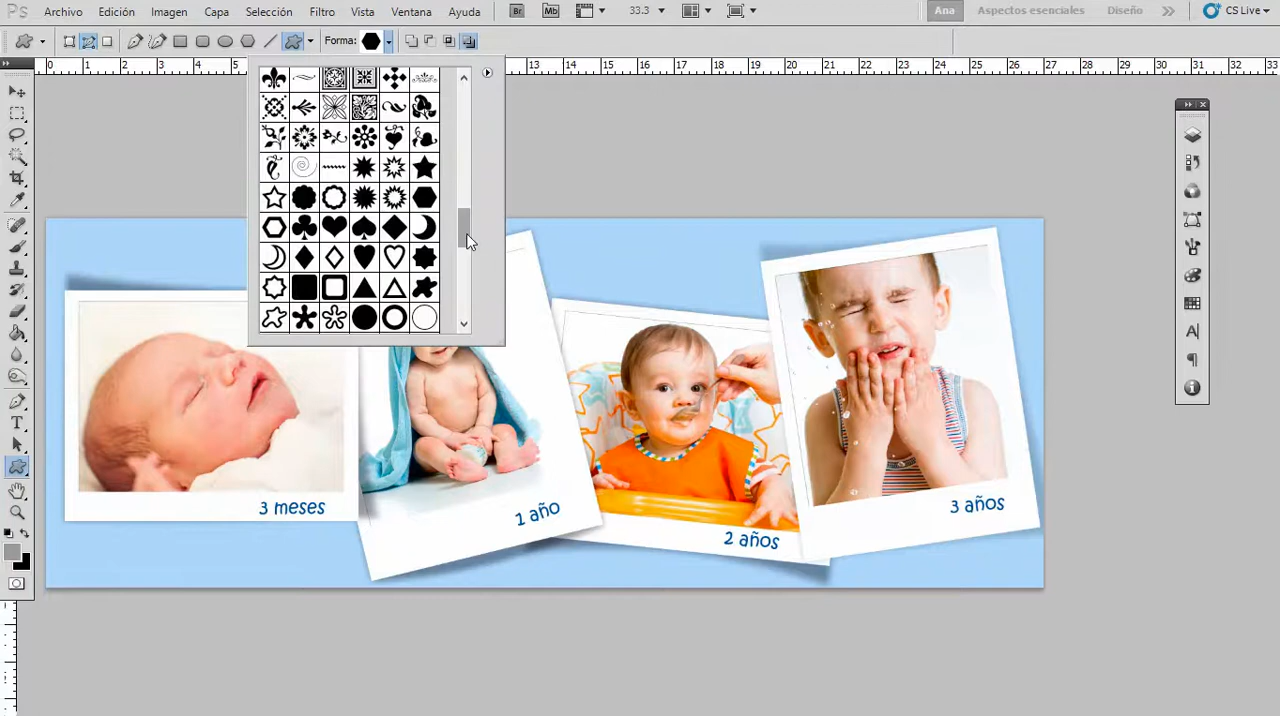 Ps Archivo Edición Imagen Capa Selección Filtro Vista Ventana Ayuda Br Mb 33.3 Ana Aspectos esenciales Diseño CS Live
Forma:
0 1 2 3 4 5 13 14 15 16 17 18 19 20 21 22 23 24 25 26 27 28 29 30 31 32 33
3 meses
1 año
2 años
3 años